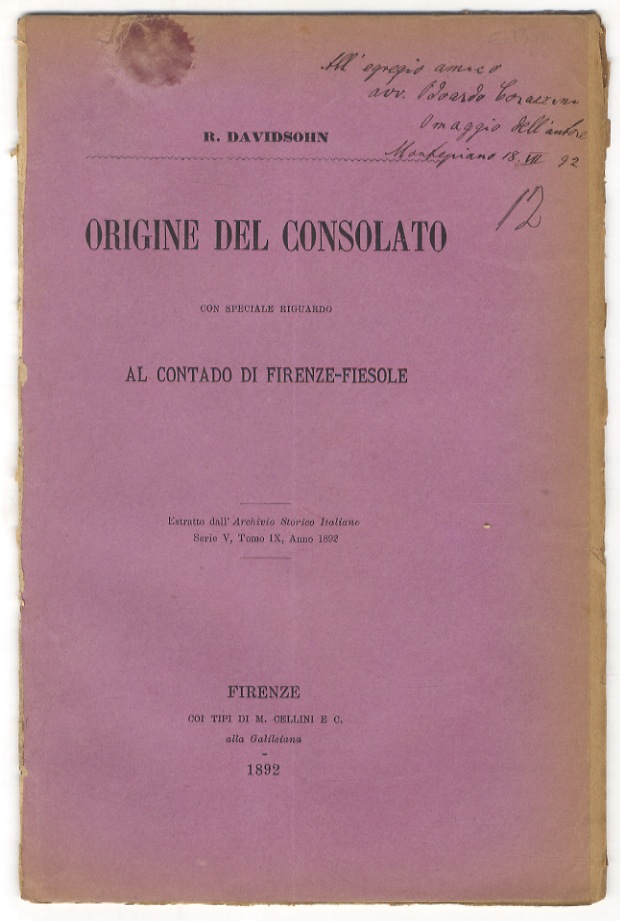 All' egregio amico
avv. Odoardo Corazzini
Omaggio dell'autore
Montepiano 18.VII 92
12
R. DAVIDSOHN
ORIGINE DEL CONSOLATO
CON SPECIALE RIGUARDO
AL CONTADO DI FIRENZE-FIESOLE
Estratto dall' Archivio Storico Italiano
Serie V, Tomo IX, Anno 1892
FIRENZE
COI TIPI DI M. CELLINI E C.
alla Galileiana
-
1892